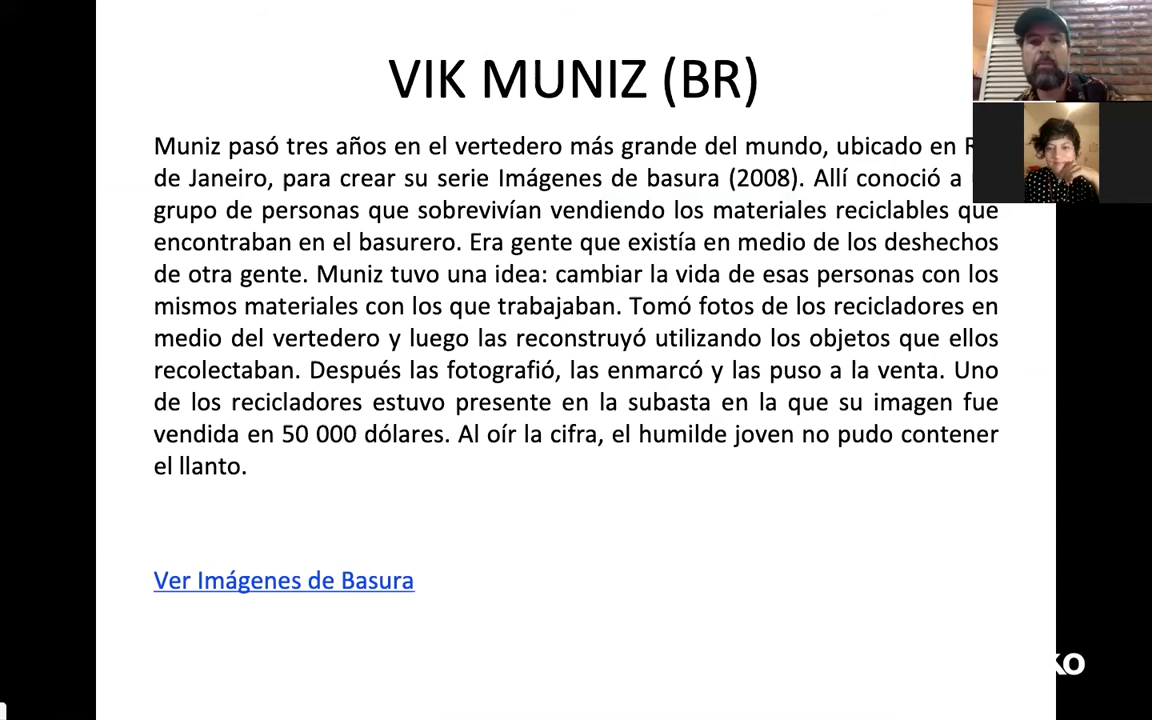 VIK MUNIZ (BR)
Muniz pasó tres años en el vertedero más grande del mundo, ubicado en
de Janeiro, para crear su serie Imágenes de basura (2008). Allí conoció a
grupo de personas que sobrevivían vendiendo los materiales reciclables que
encontraban en el basurero. Era gente que existía en medio de los deshechos
de otra gente. Muniz tuvo una idea: cambiar la vida de esas personas con los
mismos materiales con los que trabajaban. Tomó fotos de los recicladores en
medio del vertedero y luego las reconstruyó utilizando los objetos que ellos
recolectaban. Después las fotografió, las enmarcó y las puso a la venta. Uno
de los recicladores estuvo presente en la subasta en la que su imagen fue
vendida en 50 000 dólares. Al oír la cifra, el humilde joven no pudo contener
el llanto.
Ver Imágenes de Basura